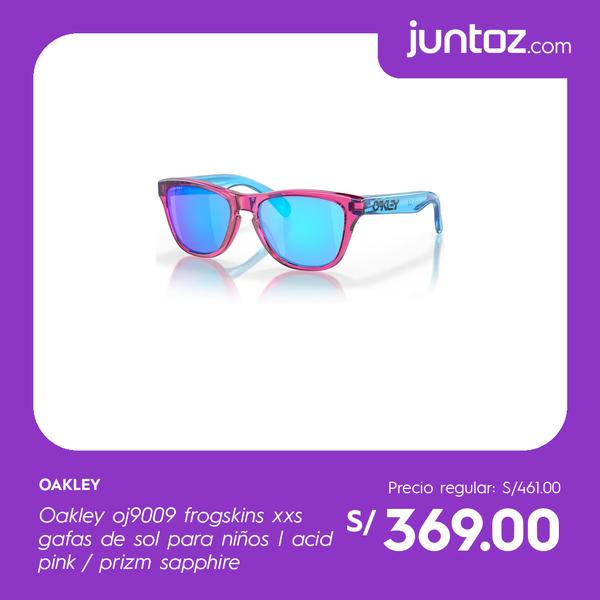 juntoz.com
OAKLEY
OAKLEY
Precio regular: S/461.00
Oakley oj9009 frogskins xxs
gafas de sol para niños | acid
pink / prizm sapphire
S/ 369.00